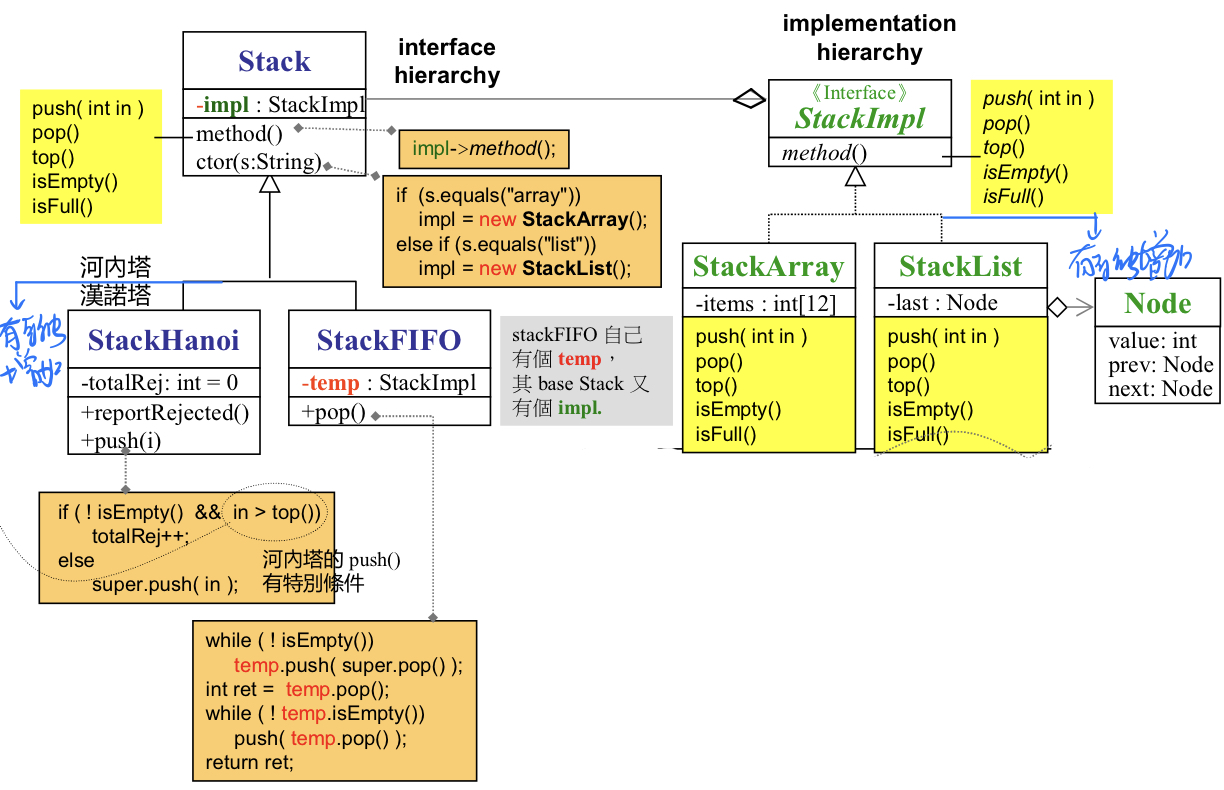 interface
hierarchy
implementation
hierarchy
Stack
-impl : StackImpl
method()
ctor(s:String)
push( int in )
pop()
top()
isEmpty()
isFull()
impl->method();
if (s.equals("array"))
impl = new StackArray();
else if (s.equals("list"))
impl = new StackList();
《Interface》
StackImpl
method()
push( int in )
pop()
top()
isEmpty()
isFull()
河內塔
漢諾塔
StackHanoi
-totalRej: int = 0
+reportRejected()
+push(i)
StackFIFO
-temp : StackImpl
+pop()
stackFIFO 自己
有個 temp，
其 base Stack 又
有個 impl.
StackArray
-items : int[12]
push( int in )
pop()
top()
isEmpty()
isFull()
StackList
-last : Node
push( int in )
pop()
top()
isEmpty()
isFull()
Node
value: int
prev: Node
next: Node
if ( ! isEmpty() && in > top())
totalRej++;
else
super.push( in );
河內塔的 push()
有特別條件
while ( ! isEmpty())
temp.push( super.pop() );
int ret = temp.pop();
while ( ! temp.isEmpty())
push( temp.pop() );
return ret;